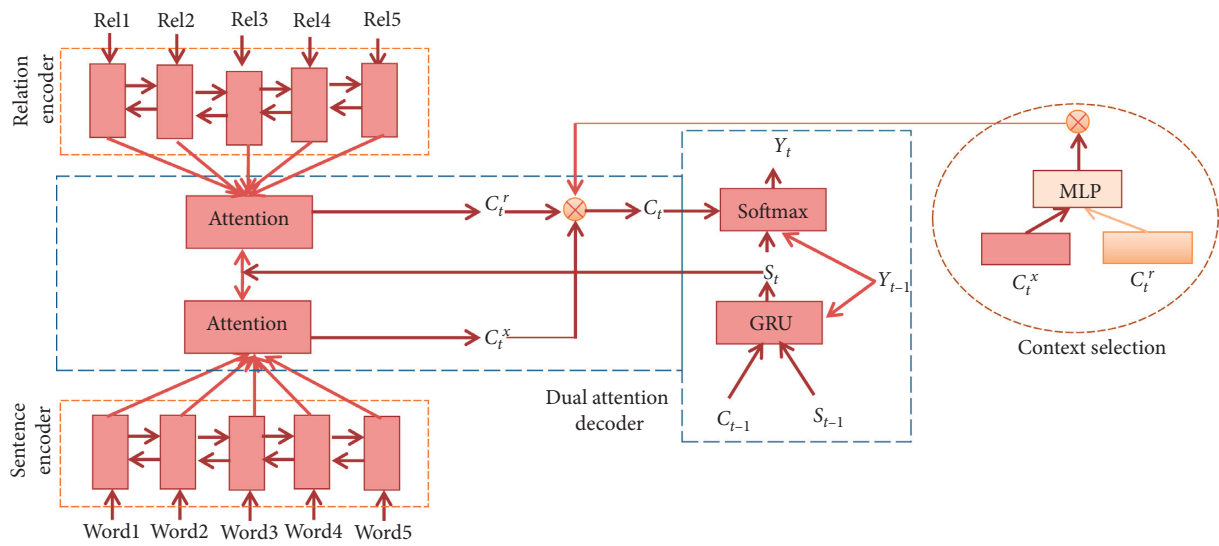 Rel1 Rel2 Rel3 Rel4 Rel5
Relation
encoder
Attention
C_t^r
C_t
Y_t
Softmax
S_t
Y_{t–1}
Attention
C_t^x
GRU
C_{t–1}
S_{t–1}
Dual attention
decoder
MLP
C_t^x
C_t^r
Context selection
Sentence
encoder
Word1 Word2 Word3 Word4 Word5